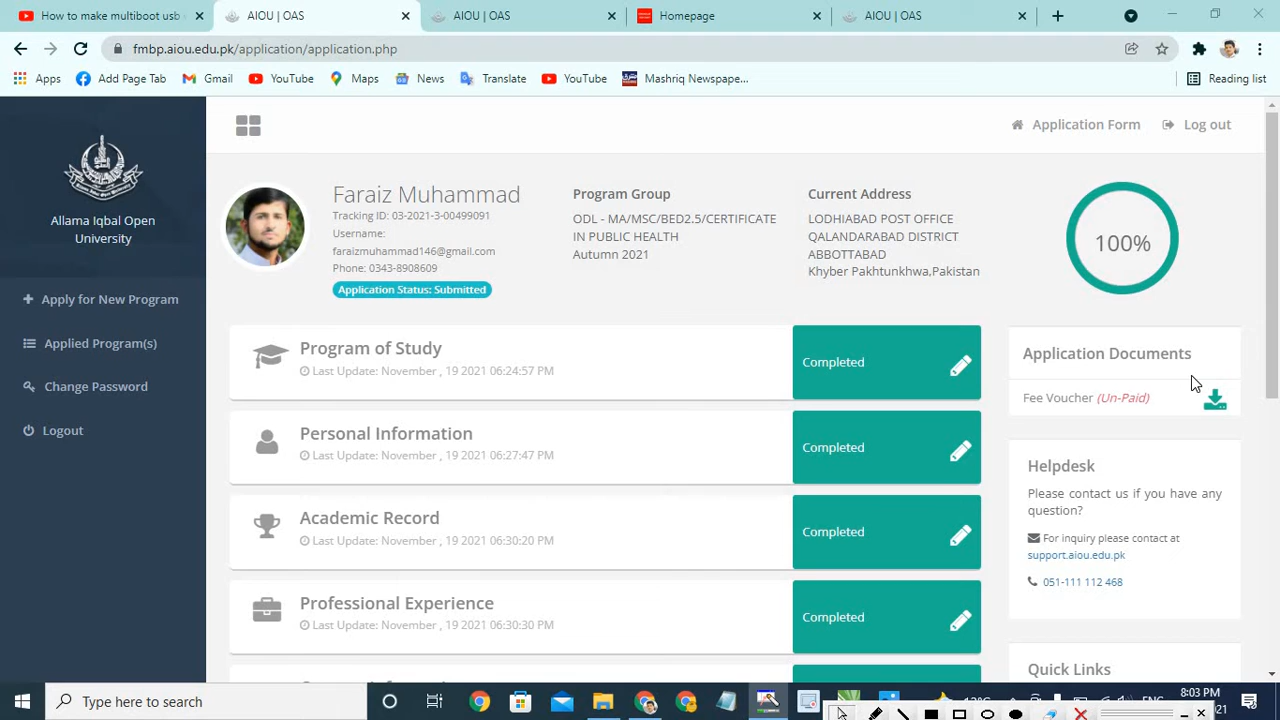 How to make multiboot usb
AIOU | OAS
AIOU | OAS
Homepage
AIOU | OAS
fmbp.aiou.edu.pk/application/application.php
Apps
Add Page Tab
Gmail
YouTube
Maps
News
Translate
YouTube
Mashriq Newspape...
Reading list
Allama Iqbal Open
University
Apply for New Program
Applied Program(s)
Change Password
Logout
Application Form
Log out
Faraiz Muhammad
Tracking ID: 03-2021-3-00499091
Username:
faraizmuhammad146@gmail.com
Phone: 0343-8908609
Application Status: Submitted
Program Group
ODL - MA/MSC/BED2.5/CERTIFICATE
IN PUBLIC HEALTH
Autumn 2021
Current Address
LODHIABAD POST OFFICE
QALANDARABAD DISTRICT
ABBOTTABAD
Khyber Pakhtunkhwa,Pakistan
100%
Program of Study
Last Update: November , 19 2021 06:24:57 PM
Completed
Personal Information
Last Update: November , 19 2021 06:27:47 PM
Completed
Academic Record
Last Update: November , 19 2021 06:30:20 PM
Completed
Professional Experience
Last Update: November , 19 2021 06:30:30 PM
Completed
Application Documents
Fee Voucher (Un-Paid)
Helpdesk
Please contact us if you have any
question?
For inquiry please contact at
support.aiou.edu.pk
051-111 112 468
Quick Links
Type here to search
ENG
8:03 PM